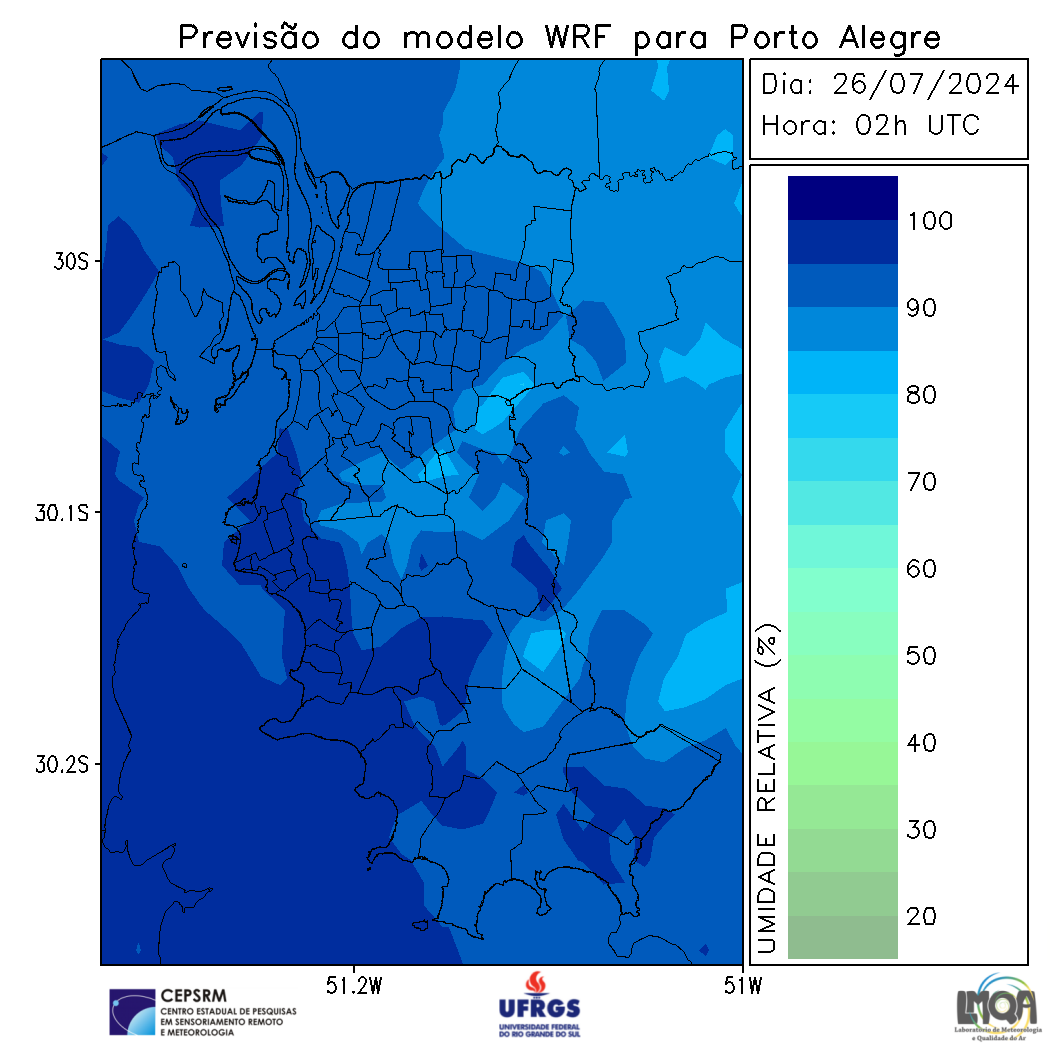 Previsão do modelo WRF para Porto Alegre
Dia: 26/07/2024
Hora: 02h UTC
30S
30.1S
30.2S
51.2W
51W
UMIDADE RELATIVA (%)
100
90
80
70
60
50
40
30
20
CEPSRM
CENTRO ESTADUAL DE PESQUISAS
EM SENSORIAMENTO REMOTO
E METEOROLOGIA
UFRGS
UNIVERSIDADE FEDERAL
DO RIO GRANDE DO SUL
LMQA
Laboratório de Meteorologia
e Qualidade do Ar